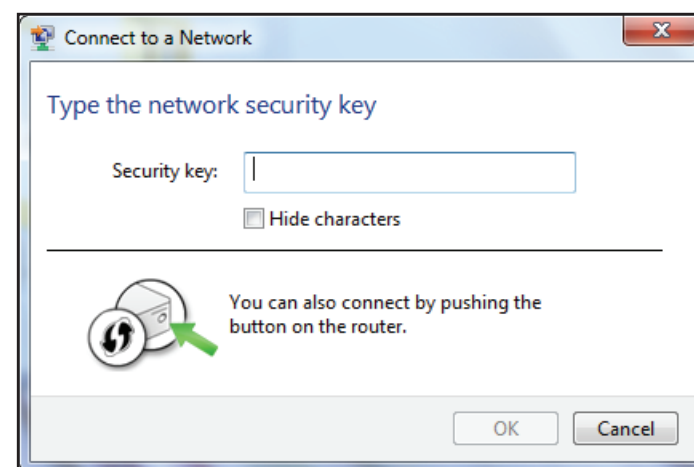 Connect to a Network
Type the network security key
Security key:
Hide characters
You can also connect by pushing the
button on the router.
OK
Cancel